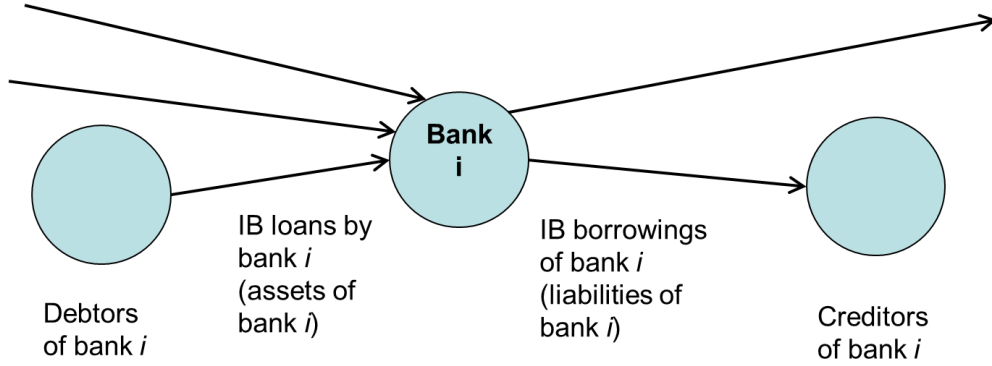 Bank
i
IB loans by
bank i
(assets of
bank i)
IB borrowings
of bank i
(liabilities of
bank i)
Debtors
of bank i
Creditors
of bank i